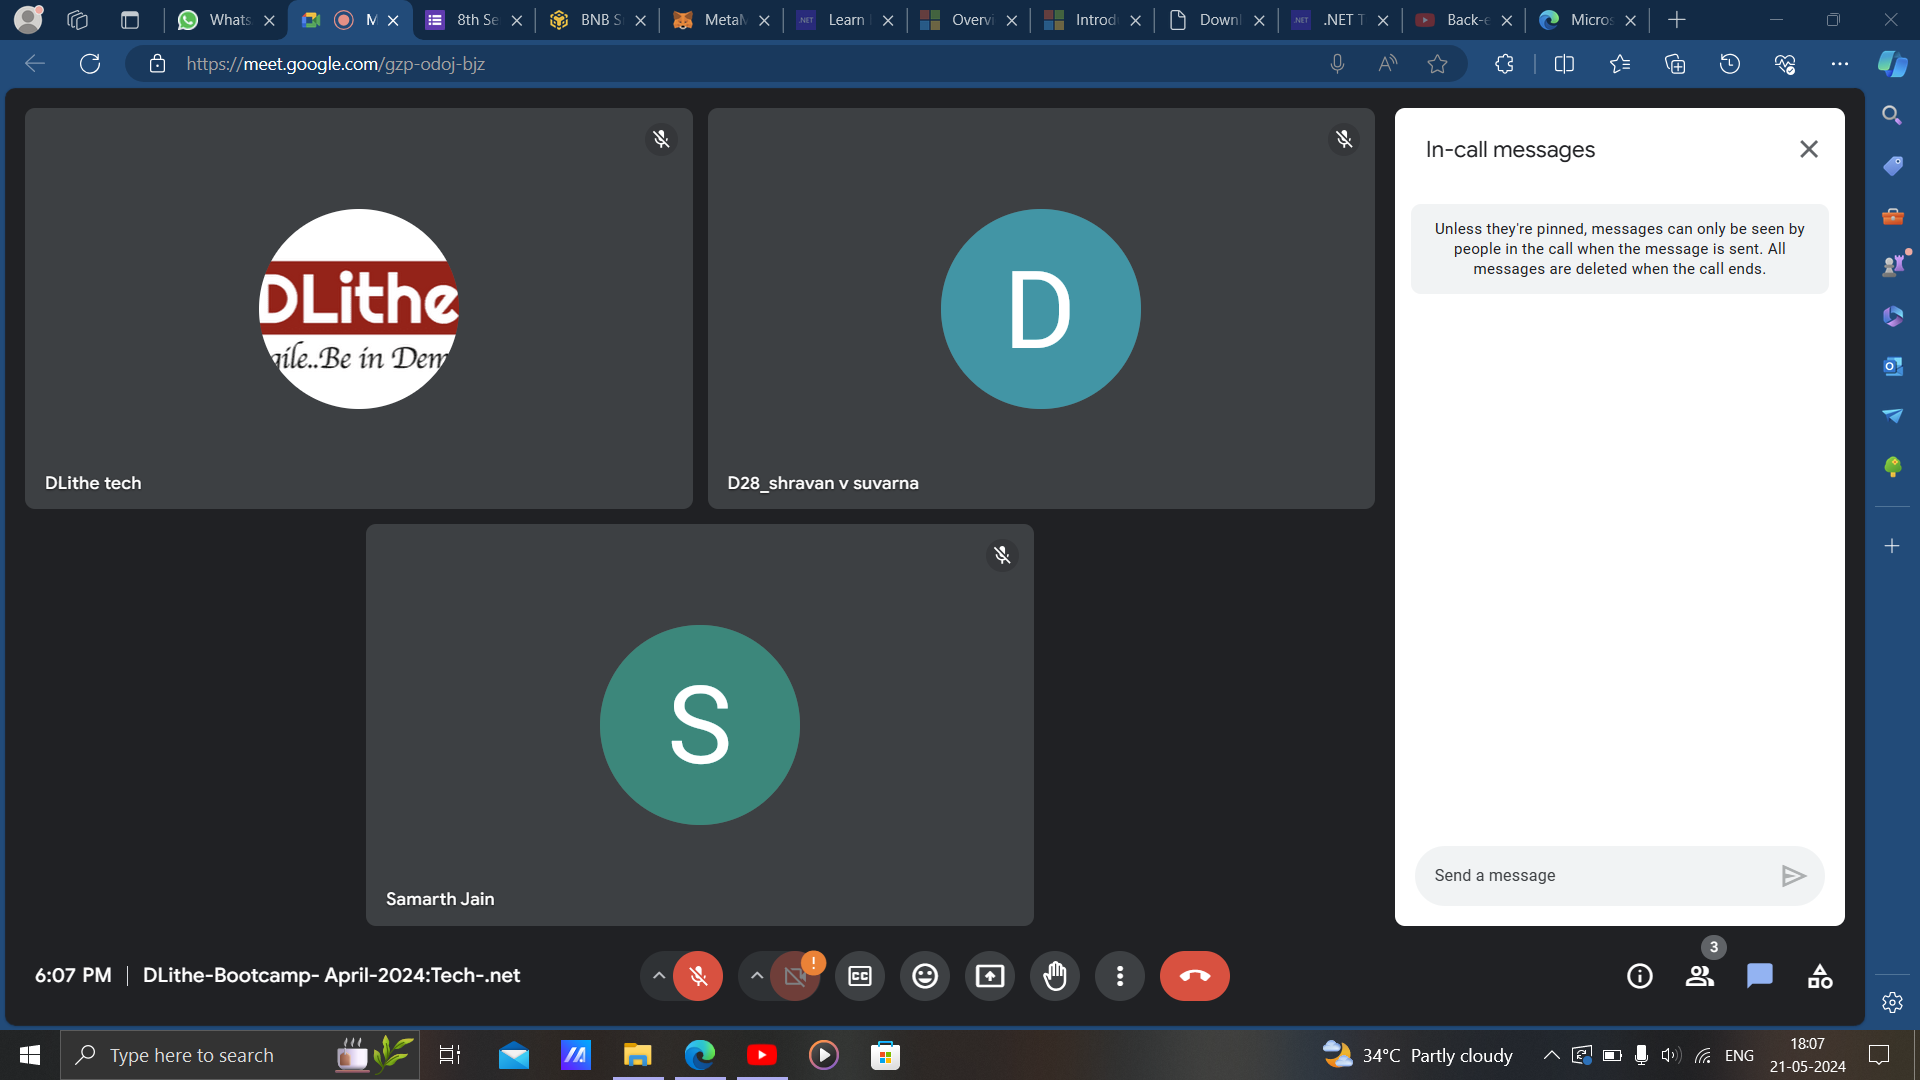 Whats
M
8th Se
BNB S
MetaM
Learn
Overvi
Introd
Downl
.NET T
Back-e
Micros
https://meet.google.com/gzp-odoj-bjz
DLithe
gile..Be in Dem
DLithe tech
D
D28_shravan v suvarna
S
Samarth Jain
In-call messages
Unless they're pinned, messages can only be seen by
people in the call when the message is sent. All
messages are deleted when the call ends.
Send a message
6:07 PM | DLithe-Bootcamp- April-2024:Tech-.net
CC
3
Type here to search
34°C Partly cloudy
ENG
18:07
21-05-2024